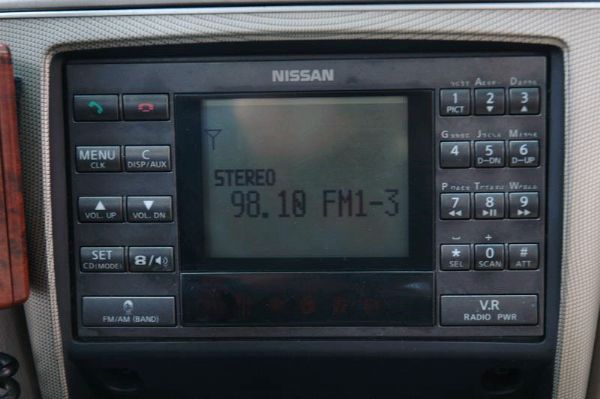 NISSAN
MENU
CLK
C
DISP/AUX
▲
VOL. UP
▼
VOL. DN
SET
CD(MODE)
FM/AM (BAND)
STEREO
98.10 FM1-3
1
PICT
2
▼
3
▲
4
5
D-DN
6
D-UP
7
◀◀
8
▶❚❚
9
▶▶
*
SEL
+
0
SCAN
#
ATT
V.R
RADIO PWR